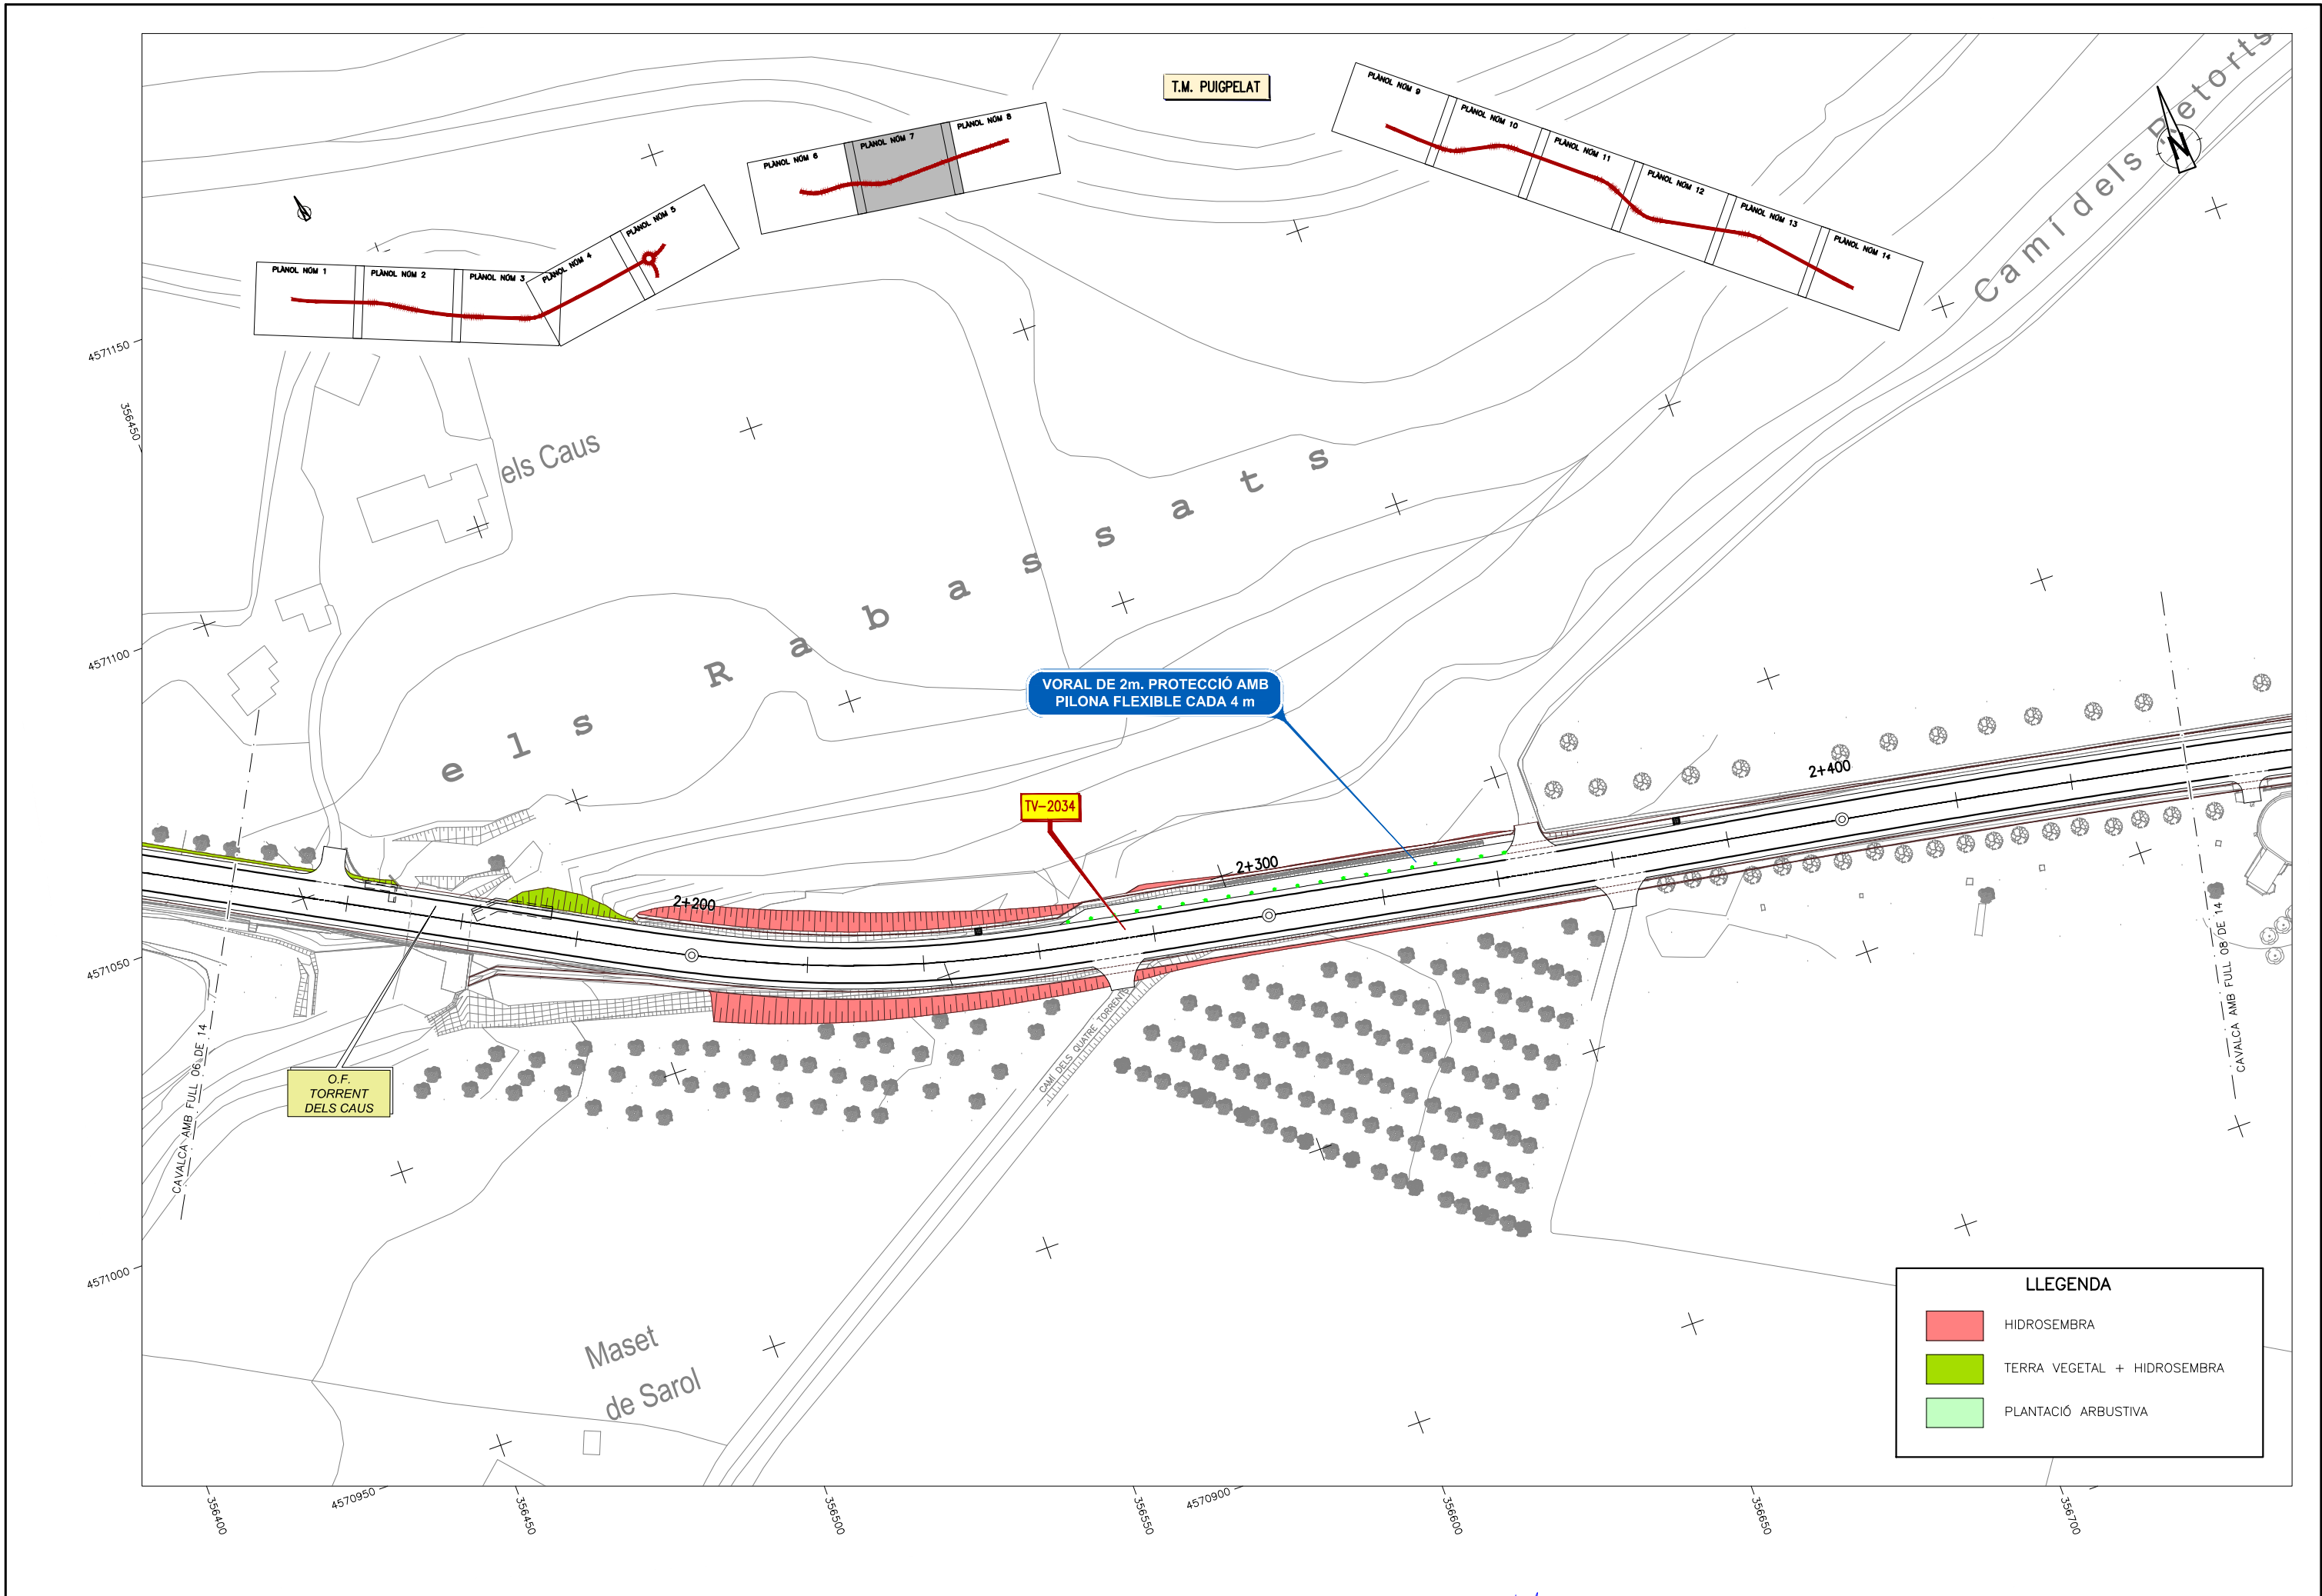 T.M. PUIGPELAT
PLÀNOL NÚM 1
PLÀNOL NÚM 2
PLÀNOL NÚM 3
PLÀNOL NÚM 4
PLÀNOL NÚM 5
PLÀNOL NÚM 6
PLÀNOL NÚM 7
PLÀNOL NÚM 8
PLÀNOL NÚM 9
PLÀNOL NÚM 10
PLÀNOL NÚM 11
PLÀNOL NÚM 12
PLÀNOL NÚM 13
PLÀNOL NÚM 14
N
Camí dels Retorts
4571150
356450
els Caus
els Rabassats
4571100
VORAL DE 2m. PROTECCIÓ AMB
PILONA FLEXIBLE CADA 4 m
TV-2034
2+400
2+300
2+200
4571050
CAVALCA AMB FULL 06 DE 14
CAVALCA AMB FULL 08 DE 14
CAMÍ DELS QUATRE TORRENTS
O.F.
TORRENT
DELS CAUS
4571000
Maset
de Sarol
LLEGENDA
HIDROSEMBRA
TERRA VEGETAL + HIDROSEMBRA
PLANTACIÓ ARBUSTIVA
356400
4570950
356450
356500
356550
4570900
356600
356650
356700